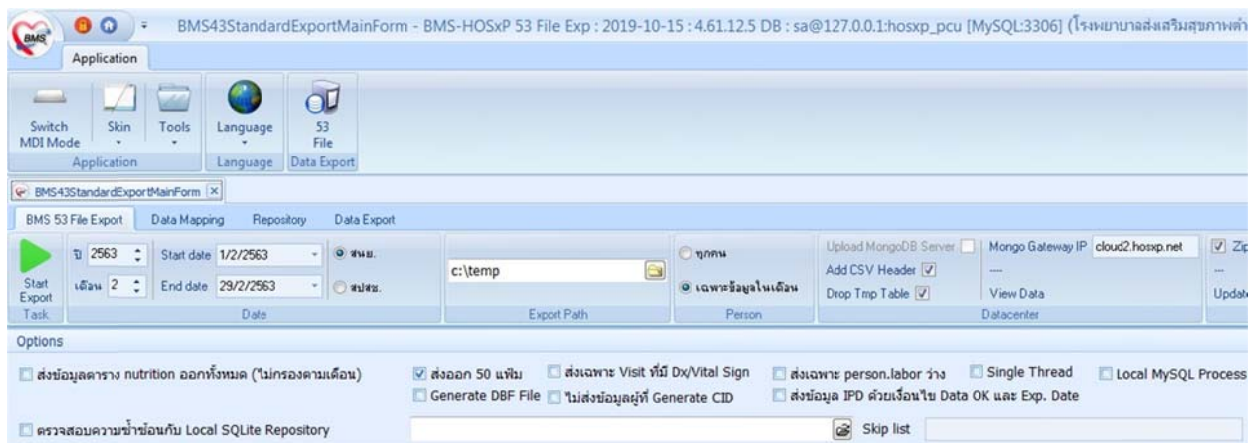 BMS
BMS43StandardExportMainForm - BMS-HOSxP 53 File Exp : 2019-10-15 : 4.61.12.5 DB : sa@127.0.0.1:hosxp_pcu [MySQL:3306] (โรงพยาบาลส่งเสริมสุขภาพตำ
Application
Switch MDI Mode
Skin
Tools
Language
53 File
Application
Language
Data Export
BMS43StandardExportMainForm
BMS 53 File Export Data Mapping Repository Data Export
Start Export
ปี 2563
เดือน 2
Start date 1/2/2563
End date 29/2/2563
สนย.
สปสช.
c:\temp
ทุกคน
เฉพาะข้อมูลในเดือน
Upload MongoDB Server
Add CSV Header
Drop Tmp Table
Mongo Gateway IP cloud2.hosxp.net
---
View Data
Zip
---
Update
Task
Date
Export Path
Person
Datacenter
Options
ส่งข้อมูลตาราง nutrition ออกทั้งหมด (ไม่กรองตามเดือน)
ส่งออก 50 แฟ้ม
ส่งเฉพาะ Visit ที่มี Dx/Vital Sign
ส่งเฉพาะ person.labor ว่าง
Single Thread
Local MySQL Process
Generate DBF File
ไม่ส่งข้อมูลผู้ที่ Generate CID
ส่งข้อมูล IPD ด้วยเงื่อนไข Data OK และ Exp. Date
ตรวจสอบความซ้ำซ้อนกับ Local SQLite Repository
Skip list